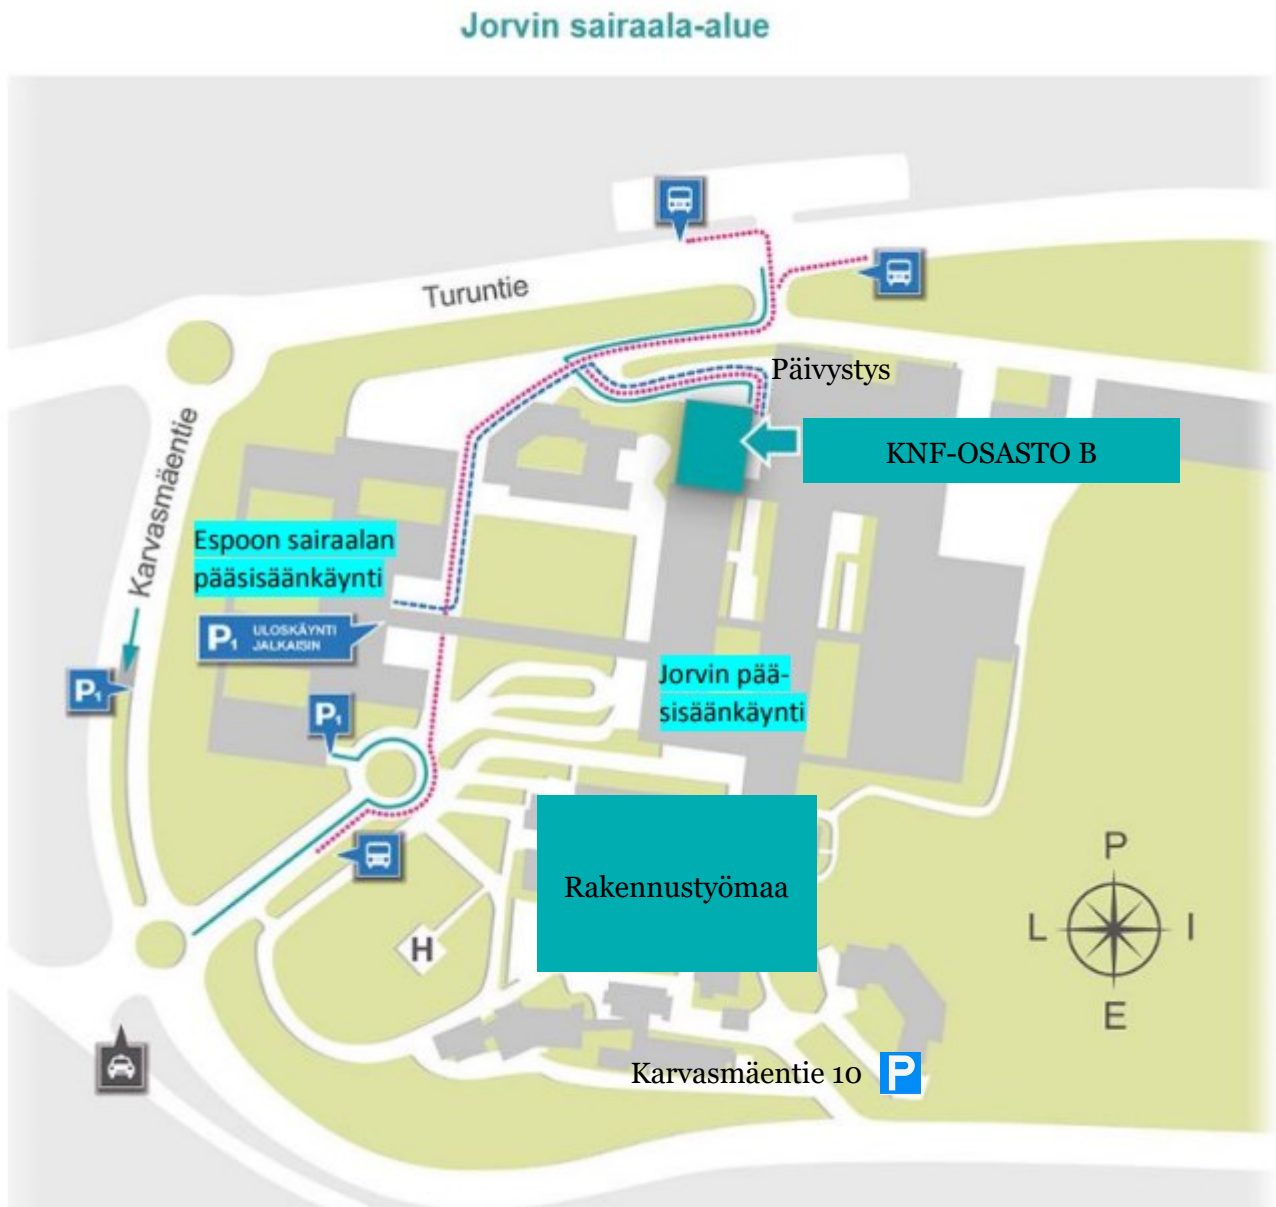 Jorvin sairaala-alue
Turuntie
Päivystys
KNF-OSASTO B
Karvasmäentie
Espoon sairaalan
pääsisäänkäynti
P1 ULOSKÄYNTI
JALKAISIN
Jorvin pää-
sisäänkäynti
P1
P1
Rakennustyömaa
H
P
L I
E
Karvasmäentie 10 P